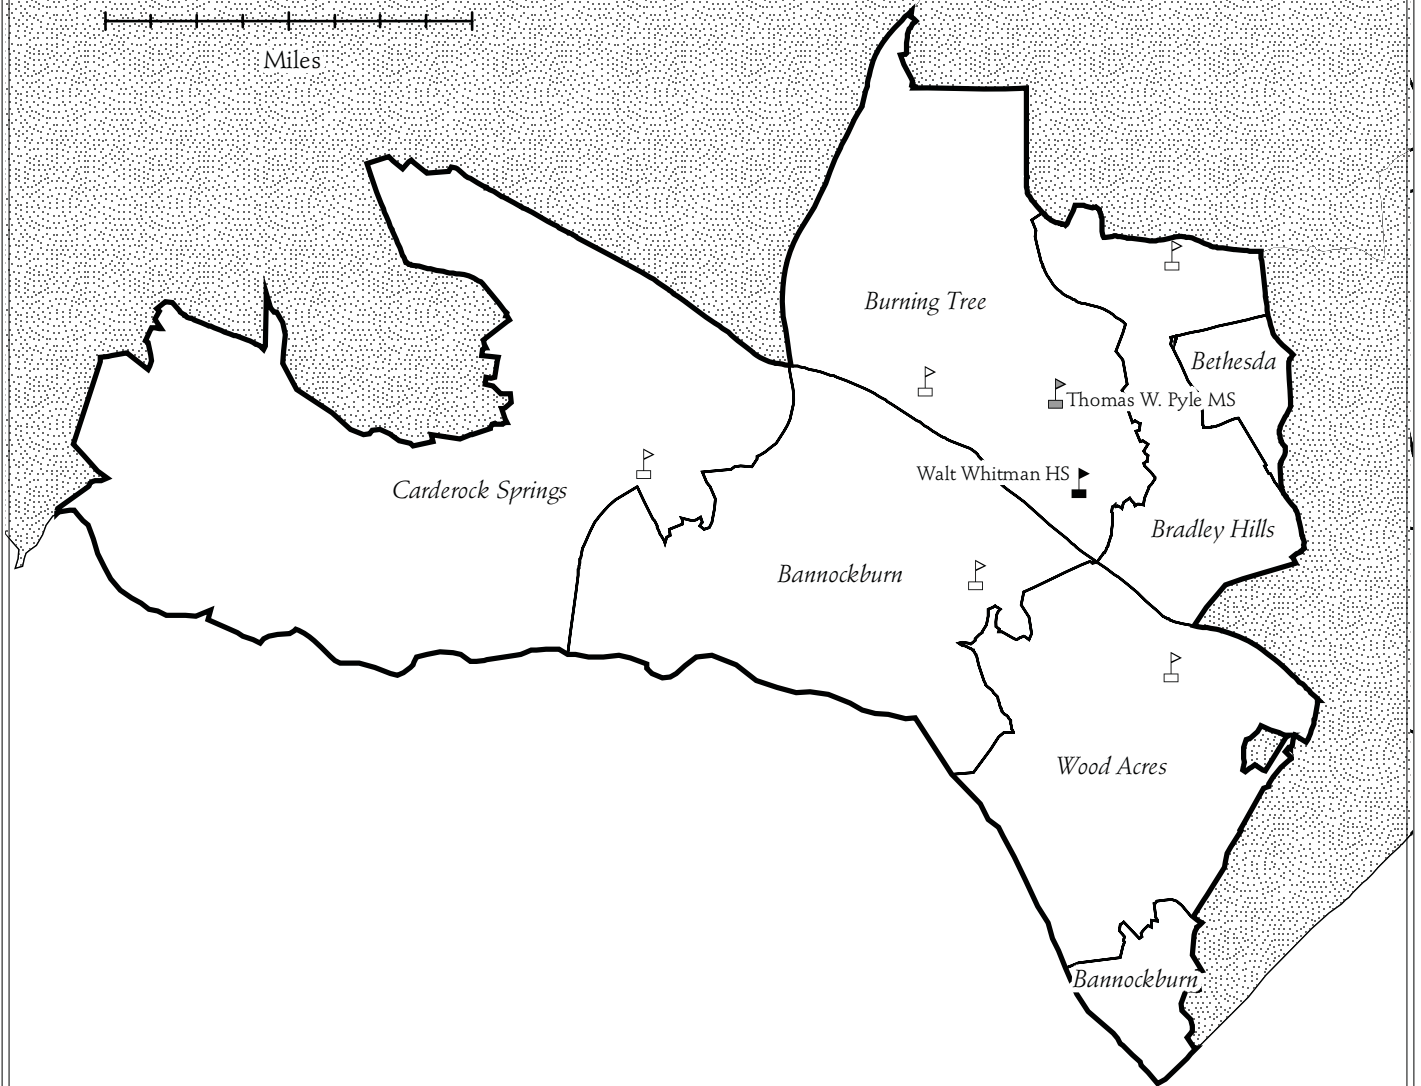 Miles
Burning Tree
Bethesda
Thomas W. Pyle MS
Walt Whitman HS
Carderock Springs
Bradley Hills
Bannockburn
Wood Acres
Bannockburn